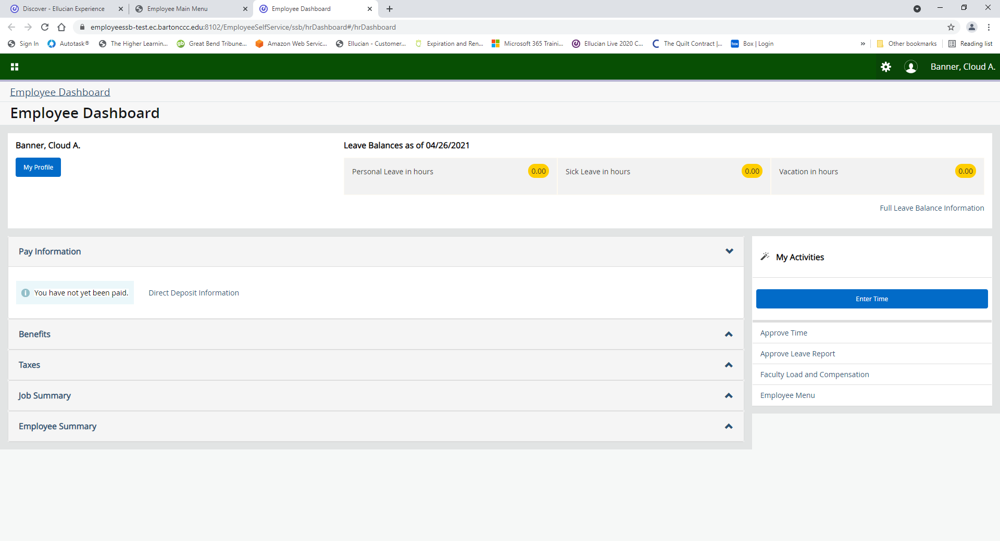 Discover - Ellucian Experience
Employee Main Menu
Employee Dashboard
employeessb-test.ec.bartonccc.edu:8102/EmployeeSelfService/ssb/hrDashboard#/hrDashboard
Sign In
Autotask®
The Higher Learnin...
gb
Great Bend Tribune...
Amazon Web Servic...
Ellucian - Customer...
Expiration and Ren...
Microsoft 365 Traini...
Ellucian Live 2020 C...
The Quilt Contract |...
box
Box | Login
»
Other bookmarks
Reading list
Banner, Cloud A.
Employee Dashboard
Employee Dashboard
Banner, Cloud A.
My Profile
Leave Balances as of 04/26/2021
Personal Leave in hours 0.00
Sick Leave in hours 0.00
Vacation in hours 0.00
Full Leave Balance Information
Pay Information
You have not yet been paid.
Direct Deposit Information
Benefits
Taxes
Job Summary
Employee Summary
My Activities
Enter Time
Approve Time
Approve Leave Report
Faculty Load and Compensation
Employee Menu